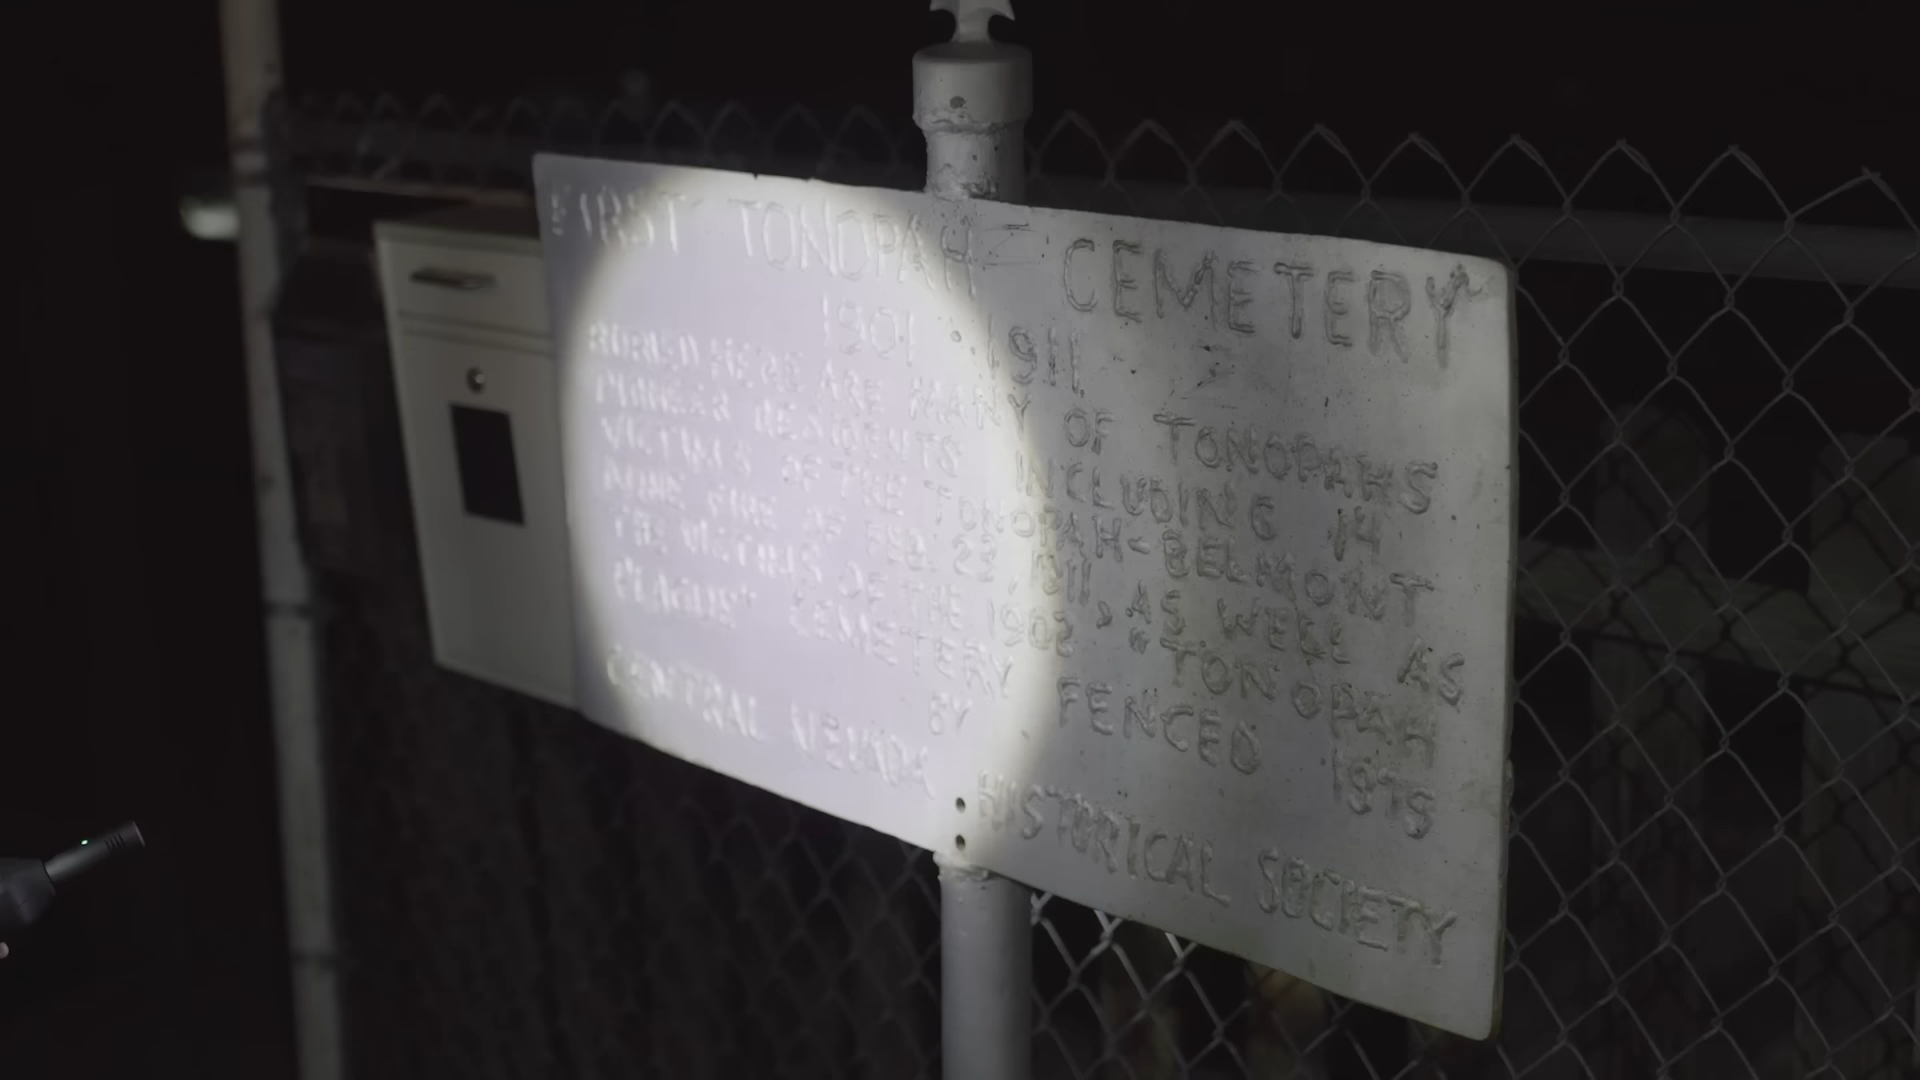 FIRST TONOPAH CEMETERY
1901 - 1911
BURIED HERE ARE MANY OF TONOPAHS
PIONEER RESIDENTS INCLUDING 14
VICTIMS OF THE TONOPAH-BELMONT
MINE FIRE OF FEB. 23, 1911, AS WELL AS
THE VICTIMS OF THE 1902 "TONOPAH
PLAGUE" CEMETERY FENCED 1975
BY
CENTRAL NEVADA HISTORICAL SOCIETY